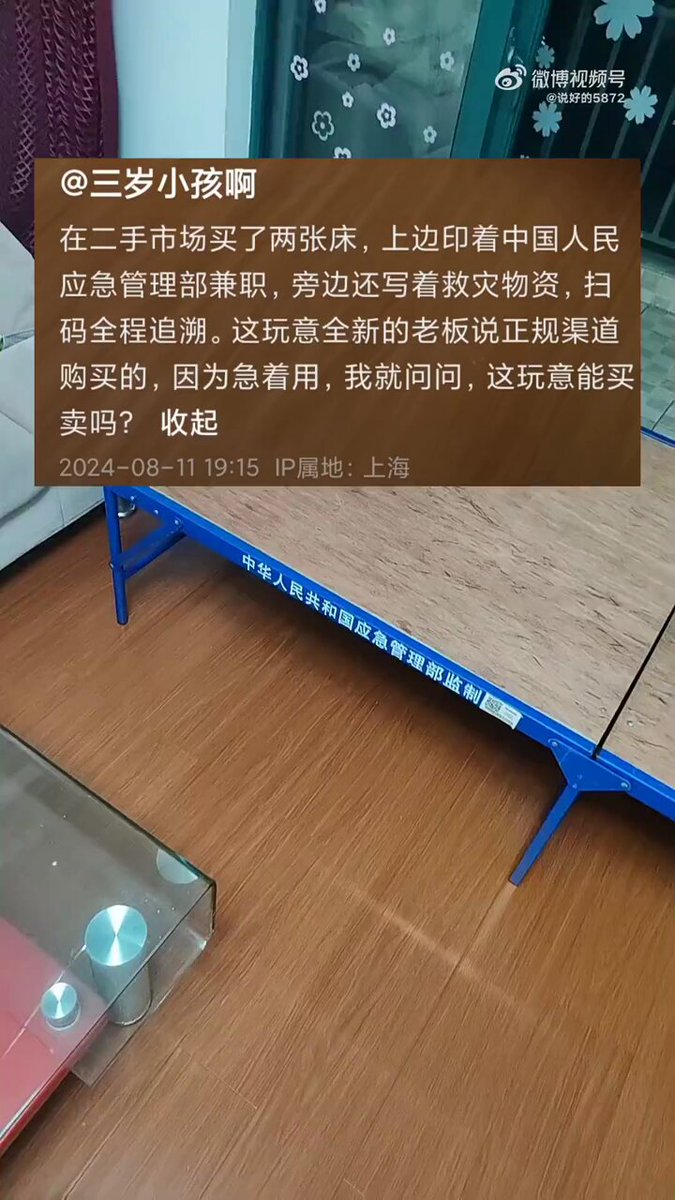 微博视频号
@说好的5872
@三岁小孩啊
在二手市场买了两张床，上边印着中国人民
应急管理部兼职，旁边还写着救灾物资，扫
码全程追溯。这玩意全新的老板说正规渠道
购买的，因为急着用，我就问问，这玩意能买
卖吗？ 收起
2024-08-11 19:15 IP属地：上海
中华人民共和国应急管理部监制